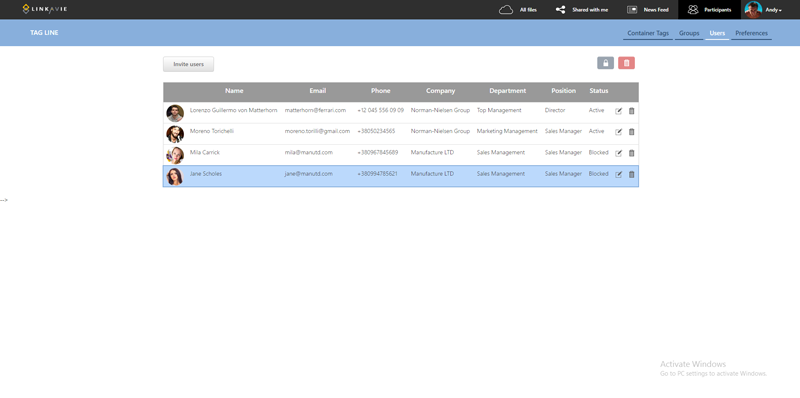 LINKAVIE All files Shared with me News Feed Participants Andy
TAG LINE Container Tags Groups Users Preferences
Invite users
Name Email Phone Company Department Position Status
Lorenzo Guillermo von Matterhorn matterhorn@ferrari.com +12 045 556 09 09 Norman-Nielsen Group Top Management Director Active
Moreno Torichelli moreno.torilli@gmail.com +38050234565 Norman-Nielsen Group Marketing Management Sales Manager Active
Mila Carrick mila@manutd.com +380967845689 Manufacture LTD Sales Management Sales Manager Blocked
Jane Scholes jane@manutd.com +380994785621 Manufacture LTD Sales Management Sales Manager Blocked
-->
Activate Windows
Go to PC settings to activate Windows.